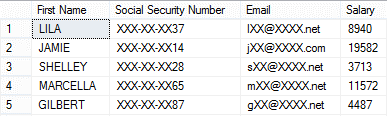 First Name Social Security Number Email Salary
1 LILA XXX-XX-XX37 lXX@XXXX.net 8940
2 JAMIE XXX-XX-XX14 jXX@XXXX.com 19582
3 SHELLEY XXX-XX-XX28 sXX@XXXX.net 3713
4 MARCELLA XXX-XX-XX65 mXX@XXXX.net 11572
5 GILBERT XXX-XX-XX87 gXX@XXXX.net 4487